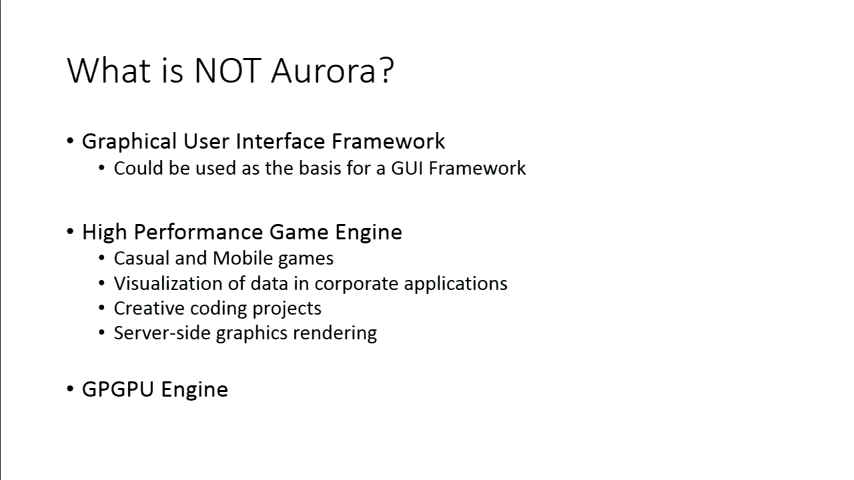 What is NOT Aurora?
• Graphical User Interface Framework
• Could be used as the basis for a GUI Framework
• High Performance Game Engine
• Casual and Mobile games
• Visualization of data in corporate applications
• Creative coding projects
• Server-side graphics rendering
• GPGPU Engine